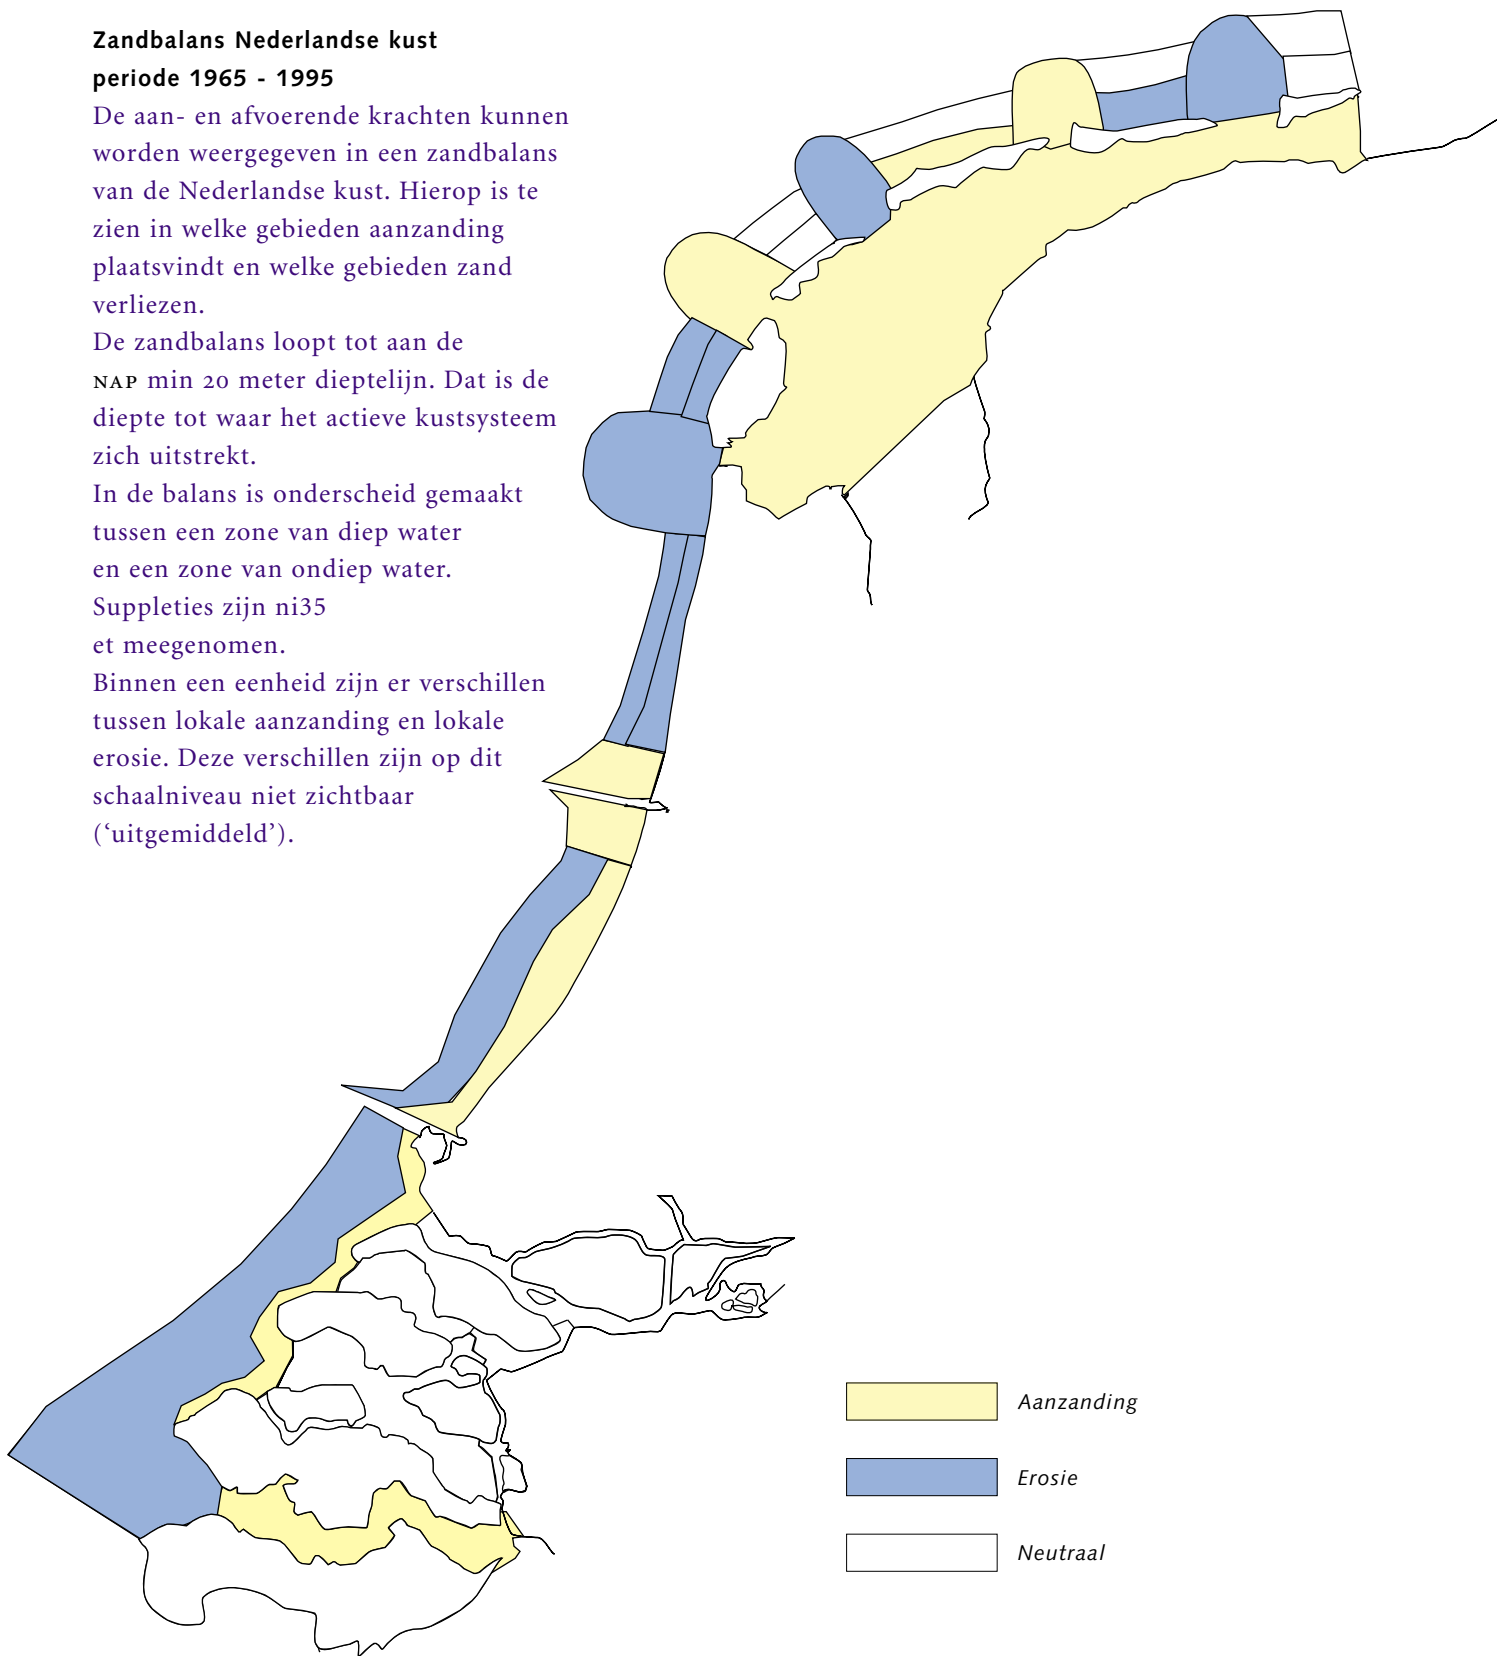 Zandbalans Nederlandse kust
periode 1965 - 1995
De aan- en afvoerende krachten kunnen
worden weergegeven in een zandbalans
van de Nederlandse kust. Hierop is te
zien in welke gebieden aanzanding
plaatsvindt en welke gebieden zand
verliezen.
De zandbalans loopt tot aan de
NAP min 20 meter dieptelijn. Dat is de
diepte tot waar het actieve kustsysteem
zich uitstrekt.
In de balans is onderscheid gemaakt
tussen een zone van diep water
en een zone van ondiep water.
Suppleties zijn ni35
et meegenomen.
Binnen een eenheid zijn er verschillen
tussen lokale aanzanding en lokale
erosie. Deze verschillen zijn op dit
schaalniveau niet zichtbaar
(‘uitgemiddeld’).
Aanzanding
Erosie
Neutraal